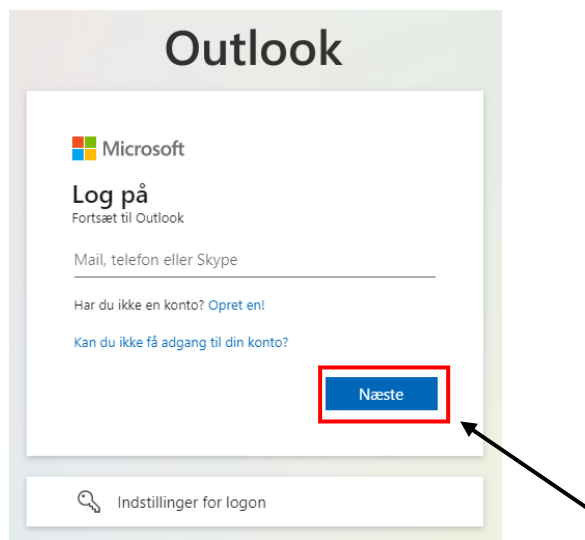 Outlook
Microsoft
Log på
Fortsæt til Outlook
Mail, telefon eller Skype
Har du ikke en konto? Opret en!
Kan du ikke få adgang til din konto?
Næste
Indstillinger for logon